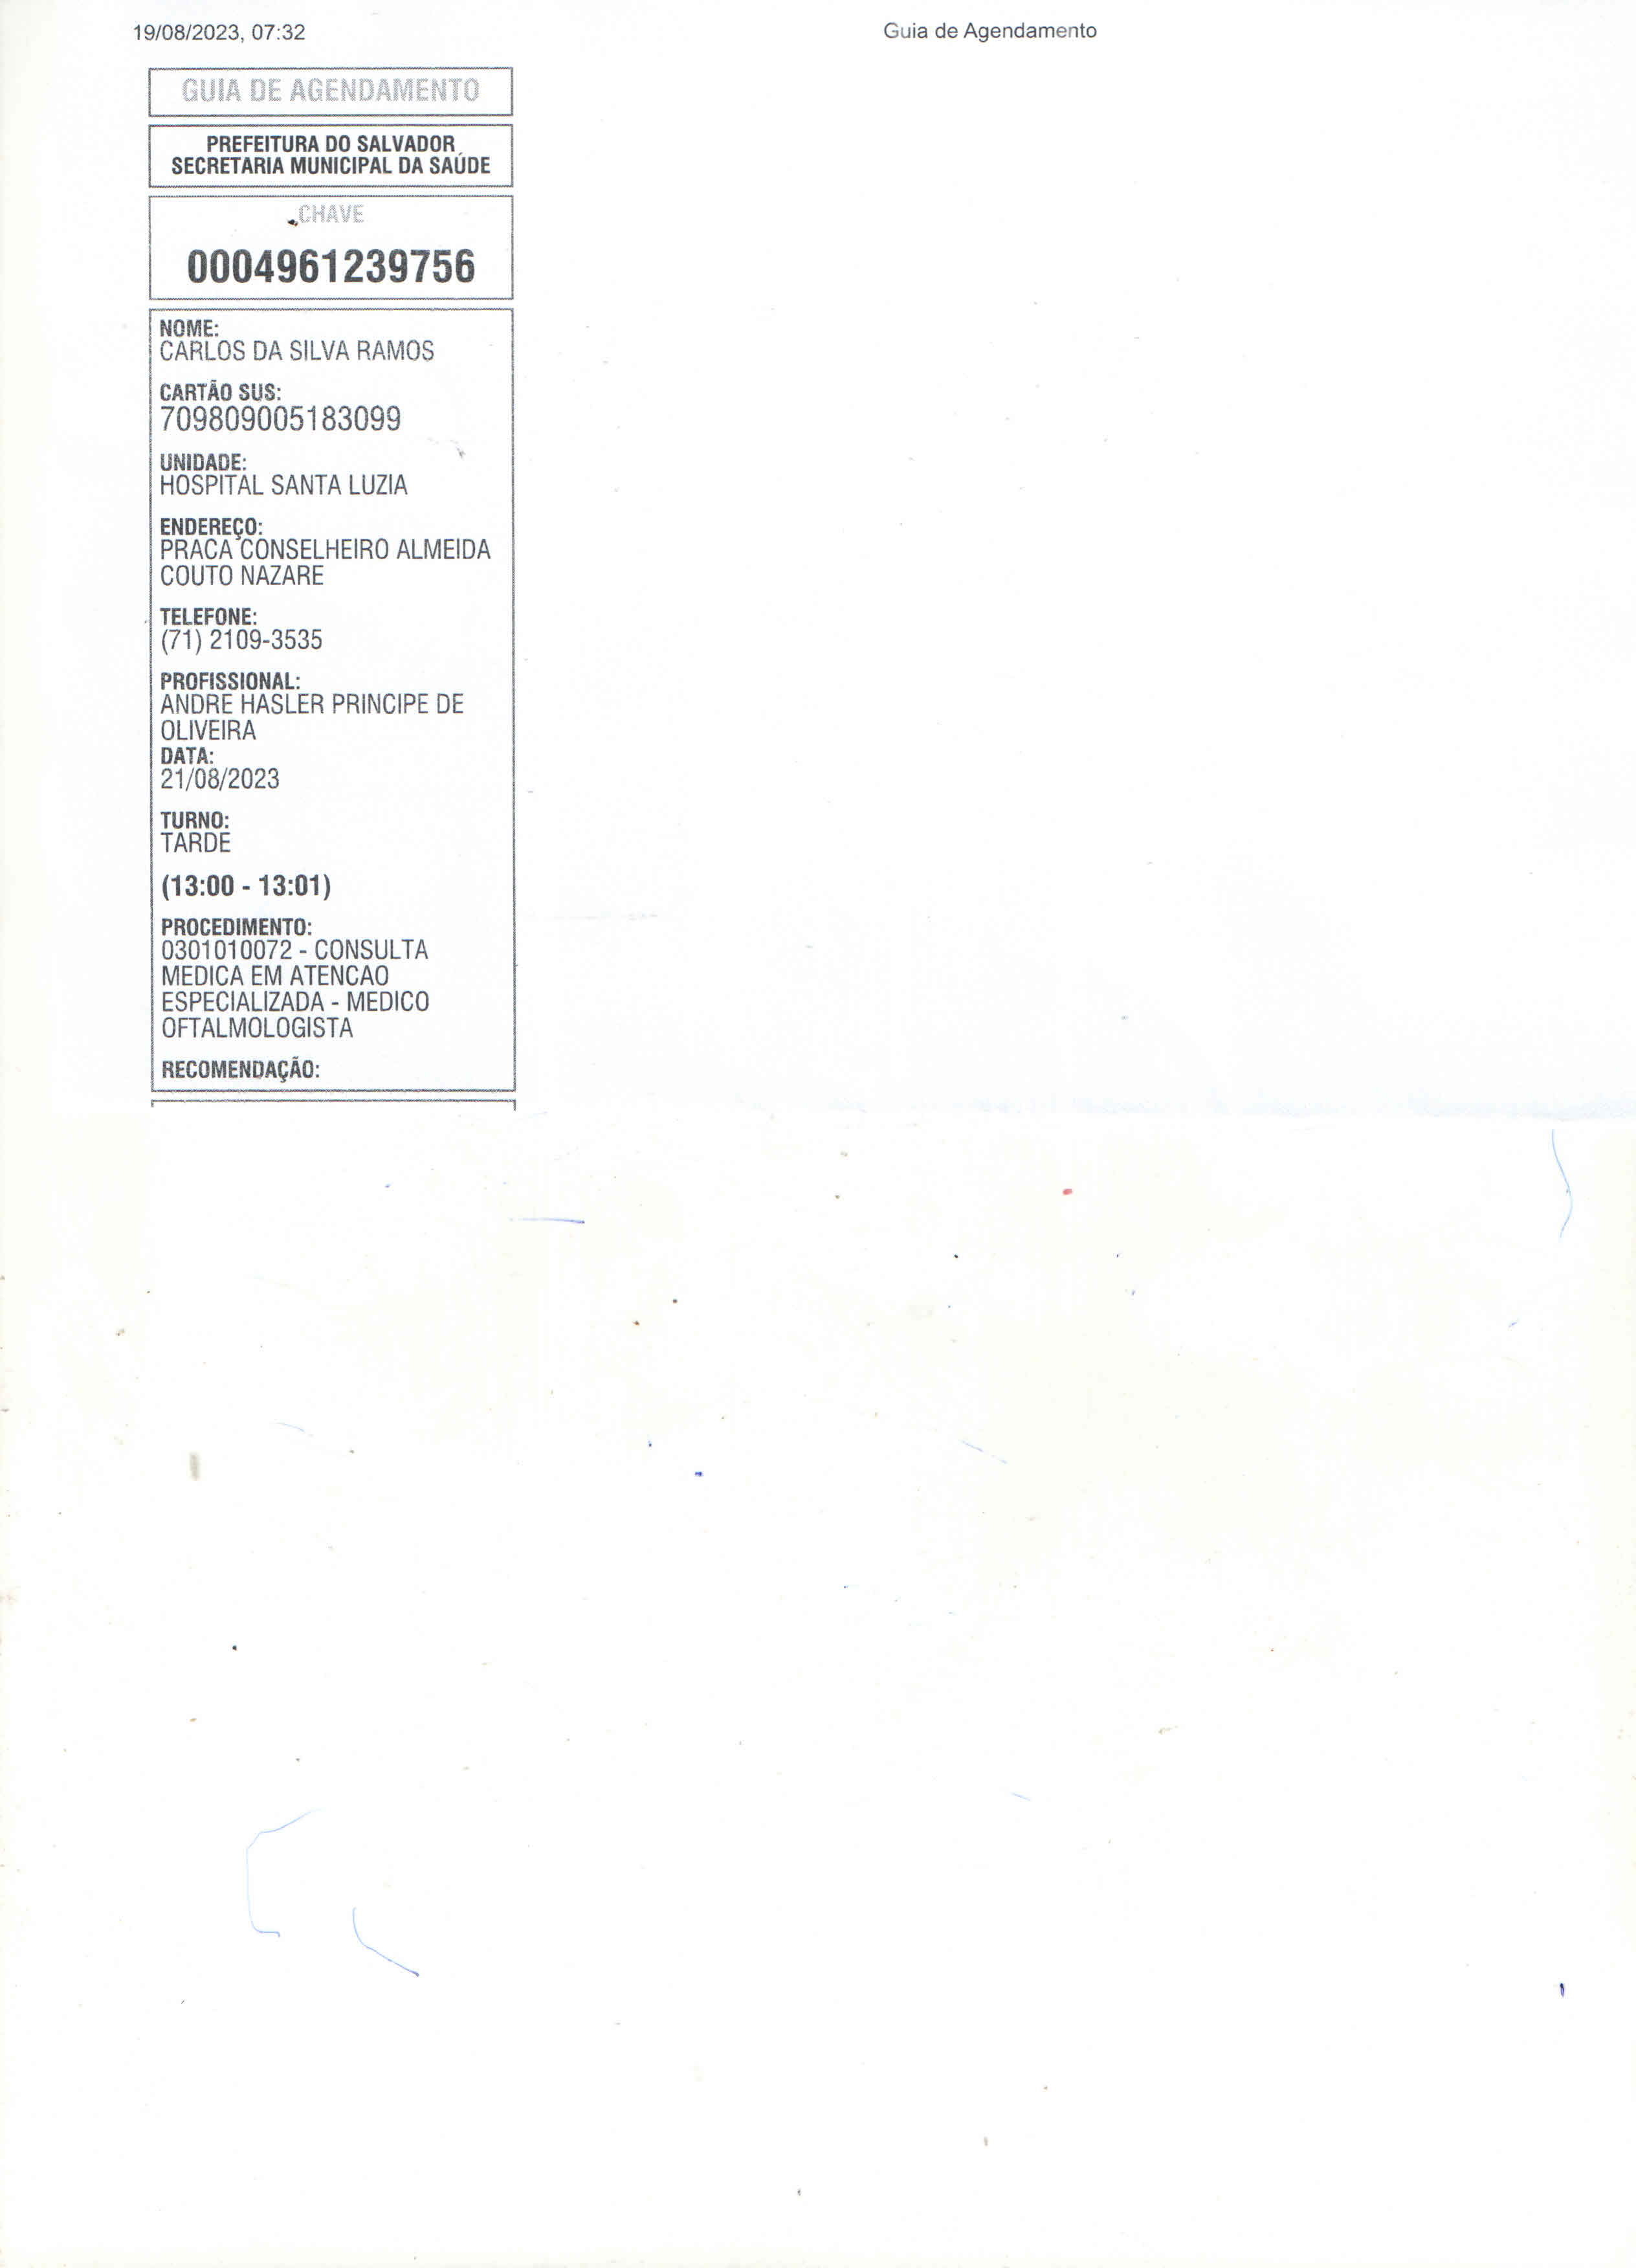 19/08/2023, 07:32
Guia de Agendamento
GUIA DE AGENDAMENTO
PREFEITURA DO SALVADOR
SECRETARIA MUNICIPAL DA SAÚDE
CHAVE
0004961239756
NOME:
CARLOS DA SILVA RAMOS
CARTÃO SUS:
709809005183099
UNIDADE:
HOSPITAL SANTA LUZIA
ENDEREÇO:
PRACA CONSELHEIRO ALMEIDA
COUTO NAZARE
TELEFONE:
(71) 2109-3535
PROFISSIONAL:
ANDRE HASLER PRINCIPE DE
OLIVEIRA
DATA:
21/08/2023
TURNO:
TARDE
(13:00 - 13:01)
PROCEDIMENTO:
0301010072 - CONSULTA
MEDICA EM ATENCAO
ESPECIALIZADA - MEDICO
OFTALMOLOGISTA
RECOMENDAÇÃO: